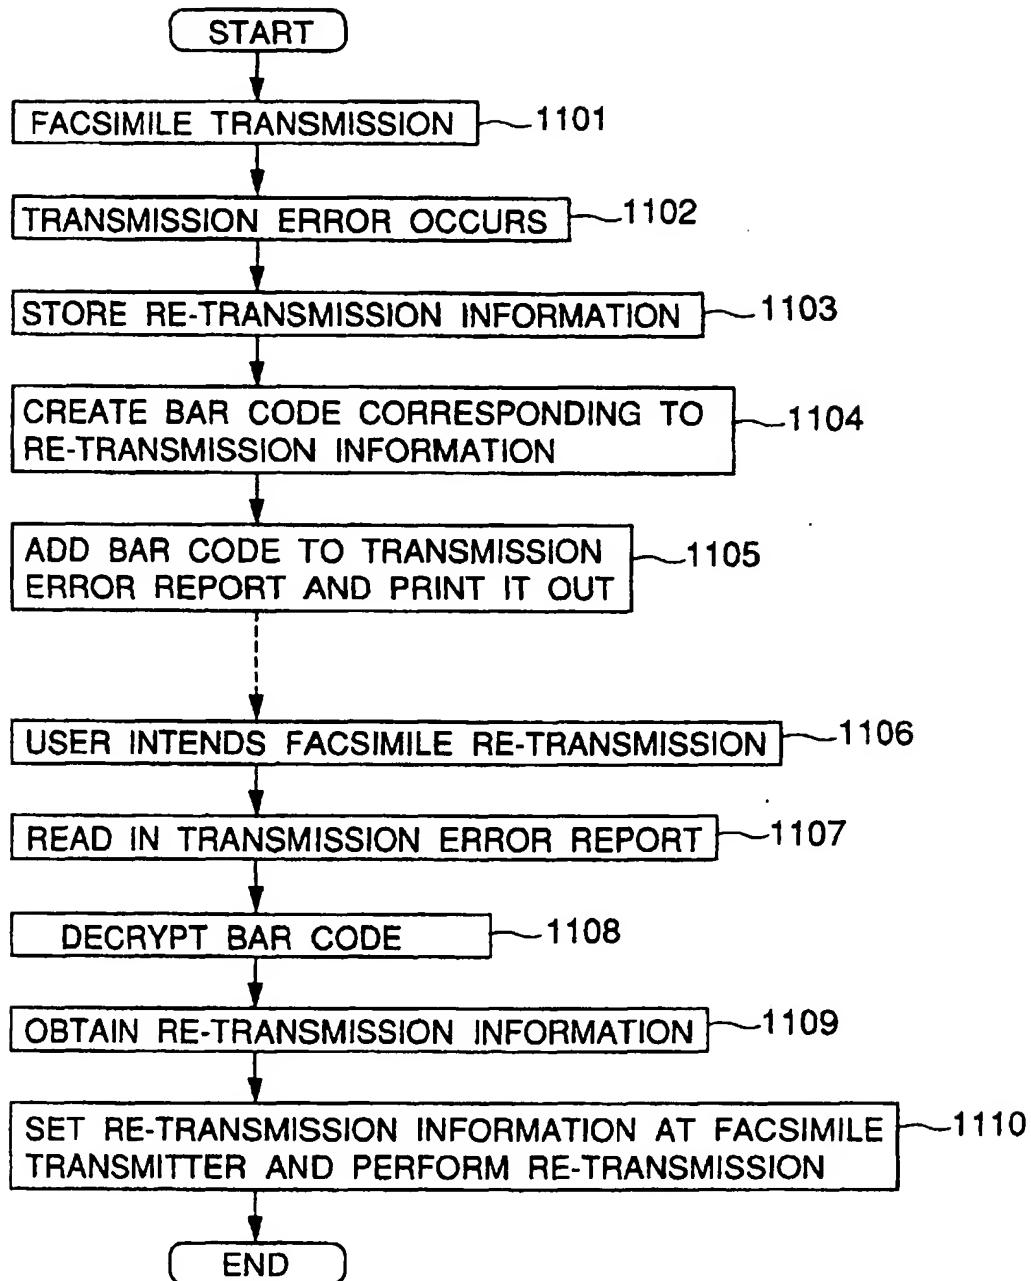 START
FACSIMILE TRANSMISSION
1101
TRANSMISSION ERROR OCCURS
1102
STORE RE-TRANSMISSION INFORMATION
1103
CREATE BAR CODE CORRESPONDING TO
RE-TRANSMISSION INFORMATION
1104
ADD BAR CODE TO TRANSMISSION
ERROR REPORT AND PRINT IT OUT
1105
USER INTENDS FACSIMILE RE-TRANSMISSION
1106
READ IN TRANSMISSION ERROR REPORT
1107
DECRYPT BAR CODE
1108
OBTAIN RE-TRANSMISSION INFORMATION
1109
SET RE-TRANSMISSION INFORMATION AT FACSIMILE
TRANSMITTER AND PERFORM RE-TRANSMISSION
1110
END